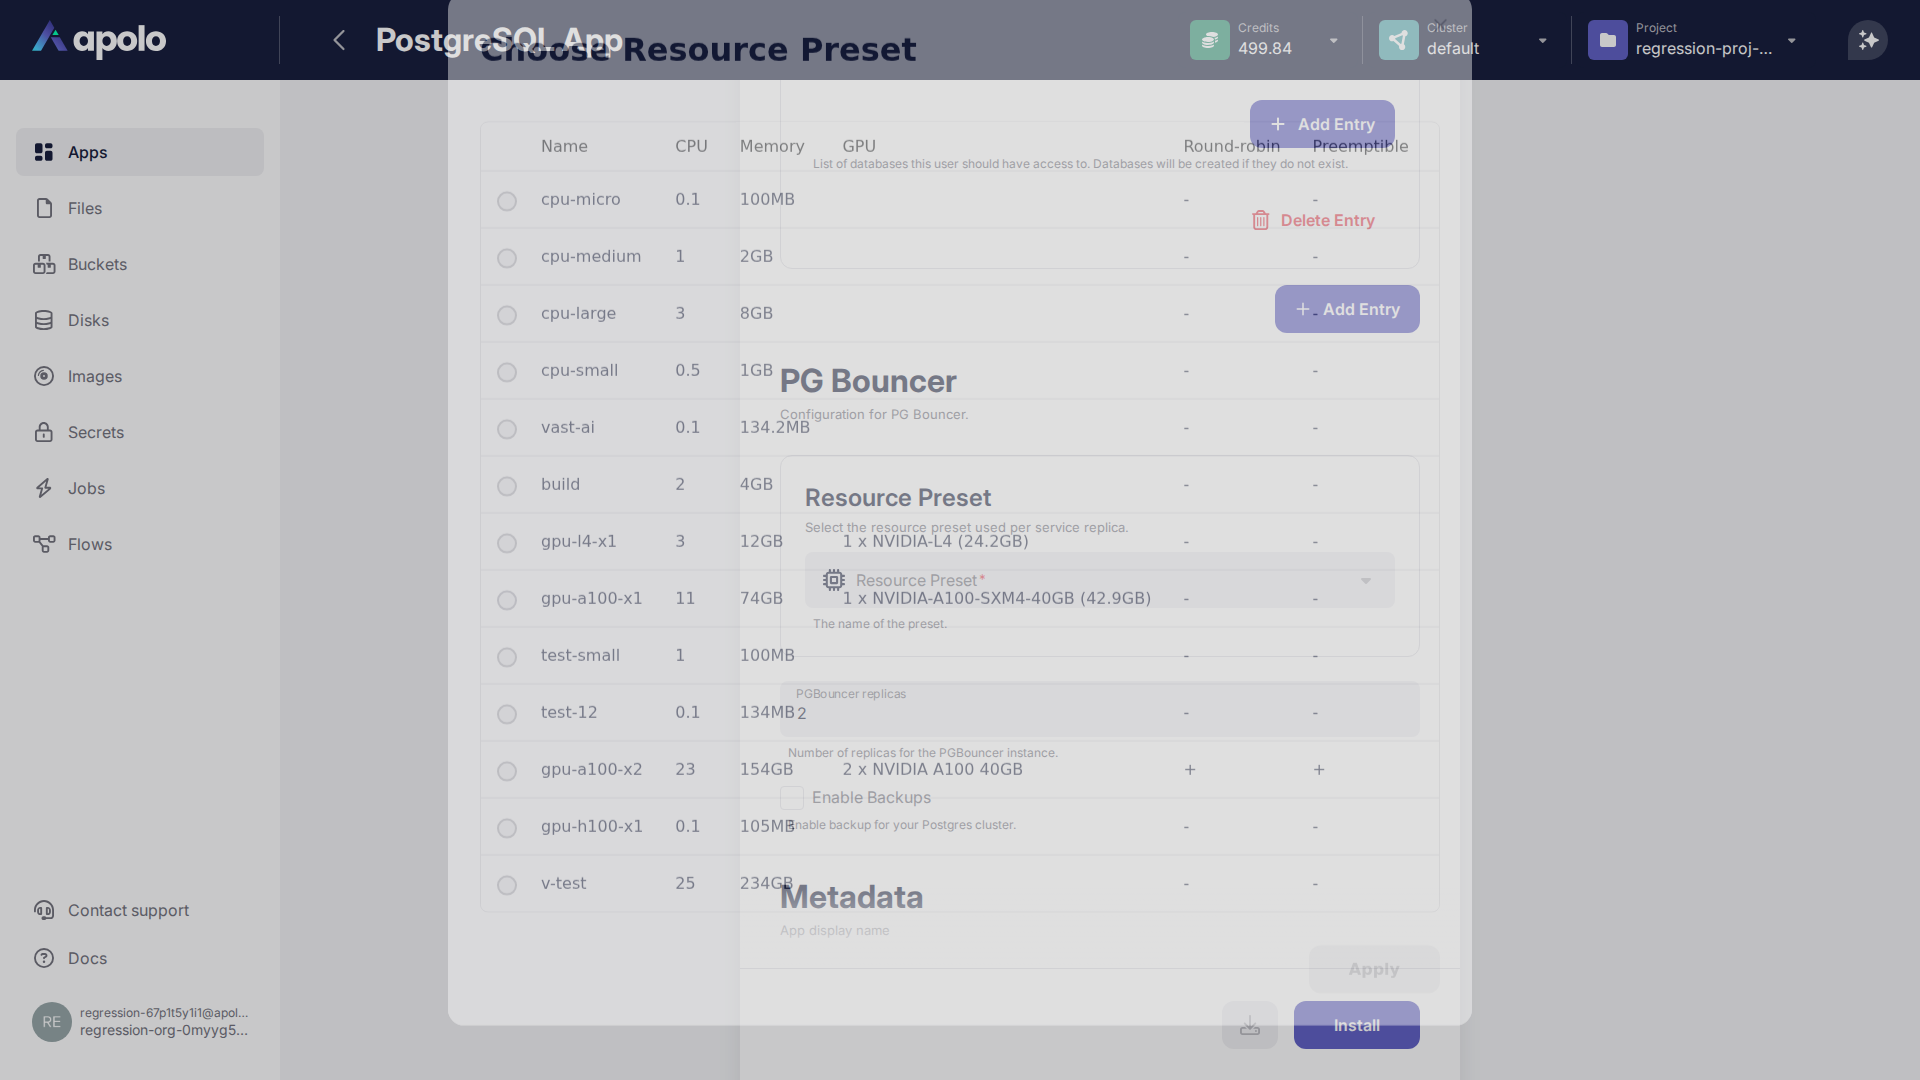 apolo
PostgreSQL App
Choose Resource Preset
Credits
499.84
Cluster
default
Project
regression-proj-...
Apps
Files
Buckets
Disks
Images
Secrets
Jobs
Flows
Contact support
Docs
RE
regression-67p1t5y1i1@apol...
regression-org-0myyg5...
Name CPU Memory GPU Round-robin Preemptible
cpu-micro 0.1 100MB - -
cpu-medium 1 2GB - -
cpu-large 3 8GB - -
cpu-small 0.5 1GB - -
vast-ai 0.1 134.2MB - -
build 2 4GB - -
gpu-l4-x1 3 12GB 1 x NVIDIA-L4 (24.2GB) - -
gpu-a100-x1 11 74GB 1 x NVIDIA-A100-SXM4-40GB (42.9GB) - -
test-small 1 100MB - -
test-12 0.1 134MB - -
gpu-a100-x2 23 154GB 2 x NVIDIA A100 40GB + +
gpu-h100-x1 0.1 105MB - -
v-test 25 234GB - -
Apply
Add Entry
List of databases this user should have access to. Databases will be created if they do not exist.
Delete Entry
Add Entry
PG Bouncer
Configuration for PG Bouncer.
Resource Preset
Select the resource preset used per service replica.
Resource Preset*
The name of the preset.
PGBouncer replicas
2
Number of replicas for the PGBouncer instance.
Enable Backups
Enable backup for your Postgres cluster.
Metadata
App display name
Install